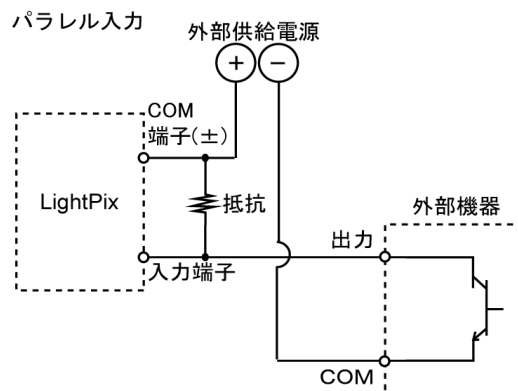 パラレル入力
外部供給電源
+ −
COM
端子(±)
LightPix
抵抗
外部機器
出力
入力端子
COM